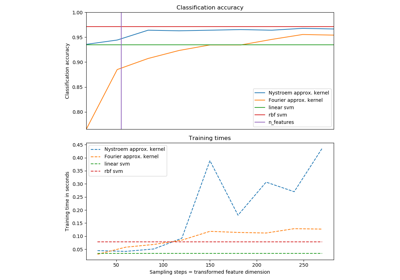 Classification accuracy
1.00
0.95
0.90
0.85
0.80
Classification accuracy
Nystroem approx. kernel
Fourier approx. kernel
linear svm
rbf svm
n_features
Training times
0.45
0.40
0.35
0.30
0.25
0.20
0.15
0.10
0.05
Training time in seconds
Nystroem approx. kernel
Fourier approx. kernel
linear svm
rbf svm
50
100
150
200
250
Sampling steps = transformed feature dimension